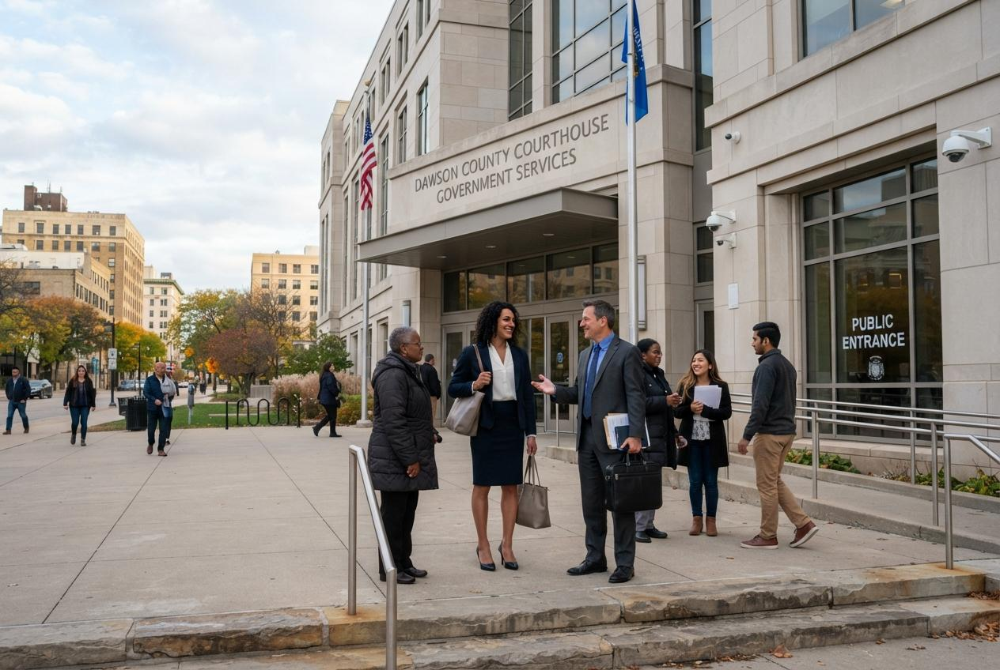 DAWSON COUNTY COURTHOUSE
GOVERNMENT SERVICES
PUBLIC
ENTRANCE